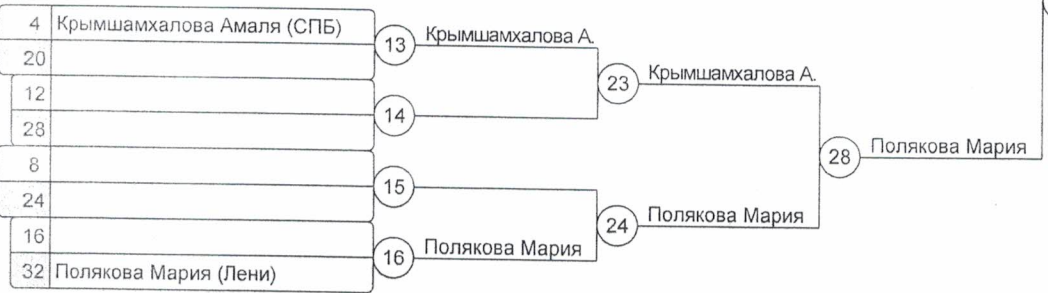 4 Крымшамхалова Амаля (СПБ)
13 Крымшамхалова А.
20
23 Крымшамхалова А.
12
14
28
28 Полякова Мария
8
15
24
24 Полякова Мария
16
16 Полякова Мария
32 Полякова Мария (Лени)